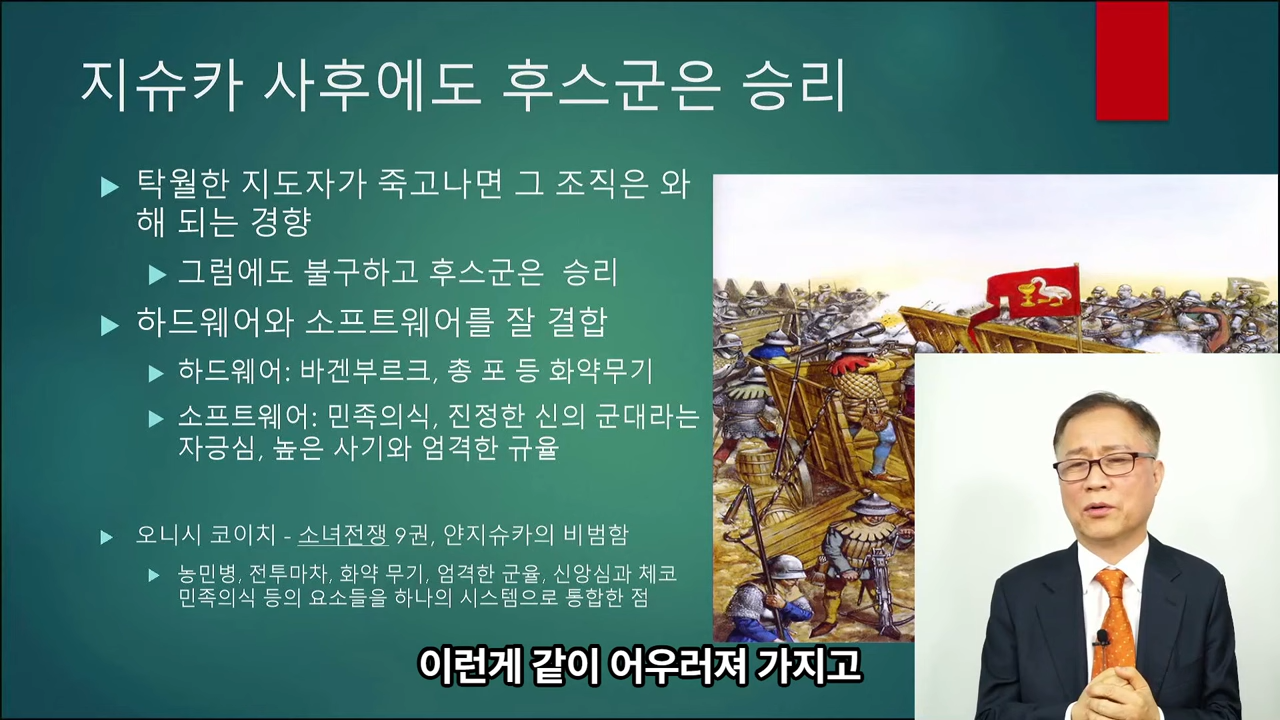 지슈카 사후에도 후스군은 승리
탁월한 지도자가 죽고나면 그 조직은 와
해 되는 경향
그럼에도 불구하고 후스군은 승리
하드웨어와 소프트웨어를 잘 결합
하드웨어: 바겐부르크, 총 포 등 화약무기
소프트웨어: 민족의식, 진정한 신의 군대라는
자긍심, 높은 사기와 엄격한 규율
오니시 코이치 - 소녀전쟁 9권, 얀지슈카의 비범함
농민병, 전투마차, 화약 무기, 엄격한 군율, 신앙심과 체코
민족의식 등의 요소들을 하나의 시스템으로 통합한 점
이런게 같이 어우러져 가지고